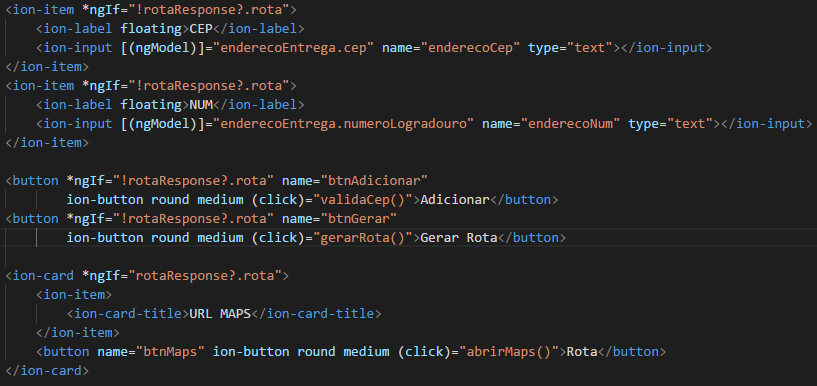 <ion-item *ngIf="!rotaResponse?.rota">
    <ion-label floating>CEP</ion-label>
    <ion-input [(ngModel)]="enderecoEntrega.cep" name="enderecoCep" type="text"></ion-input>
</ion-item>
<ion-item *ngIf="!rotaResponse?.rota">
    <ion-label floating>NUM</ion-label>
    <ion-input [(ngModel)]="enderecoEntrega.numeroLogradouro" name="enderecoNum" type="text"></ion-input>
</ion-item>

<button *ngIf="!rotaResponse?.rota" name="btnAdicionar"
        ion-button round medium (click)="validaCep()">Adicionar</button>
<button *ngIf="!rotaResponse?.rota" name="btnGerar"
        ion-button round medium (click)="gerarRota()">Gerar Rota</button>

<ion-card *ngIf="rotaResponse?.rota">
    <ion-item>
        <ion-card-title>URL MAPS</ion-card-title>
    </ion-item>
    <button name="btnMaps" ion-button round medium (click)="abrirMaps()">Rota</button>
</ion-card>